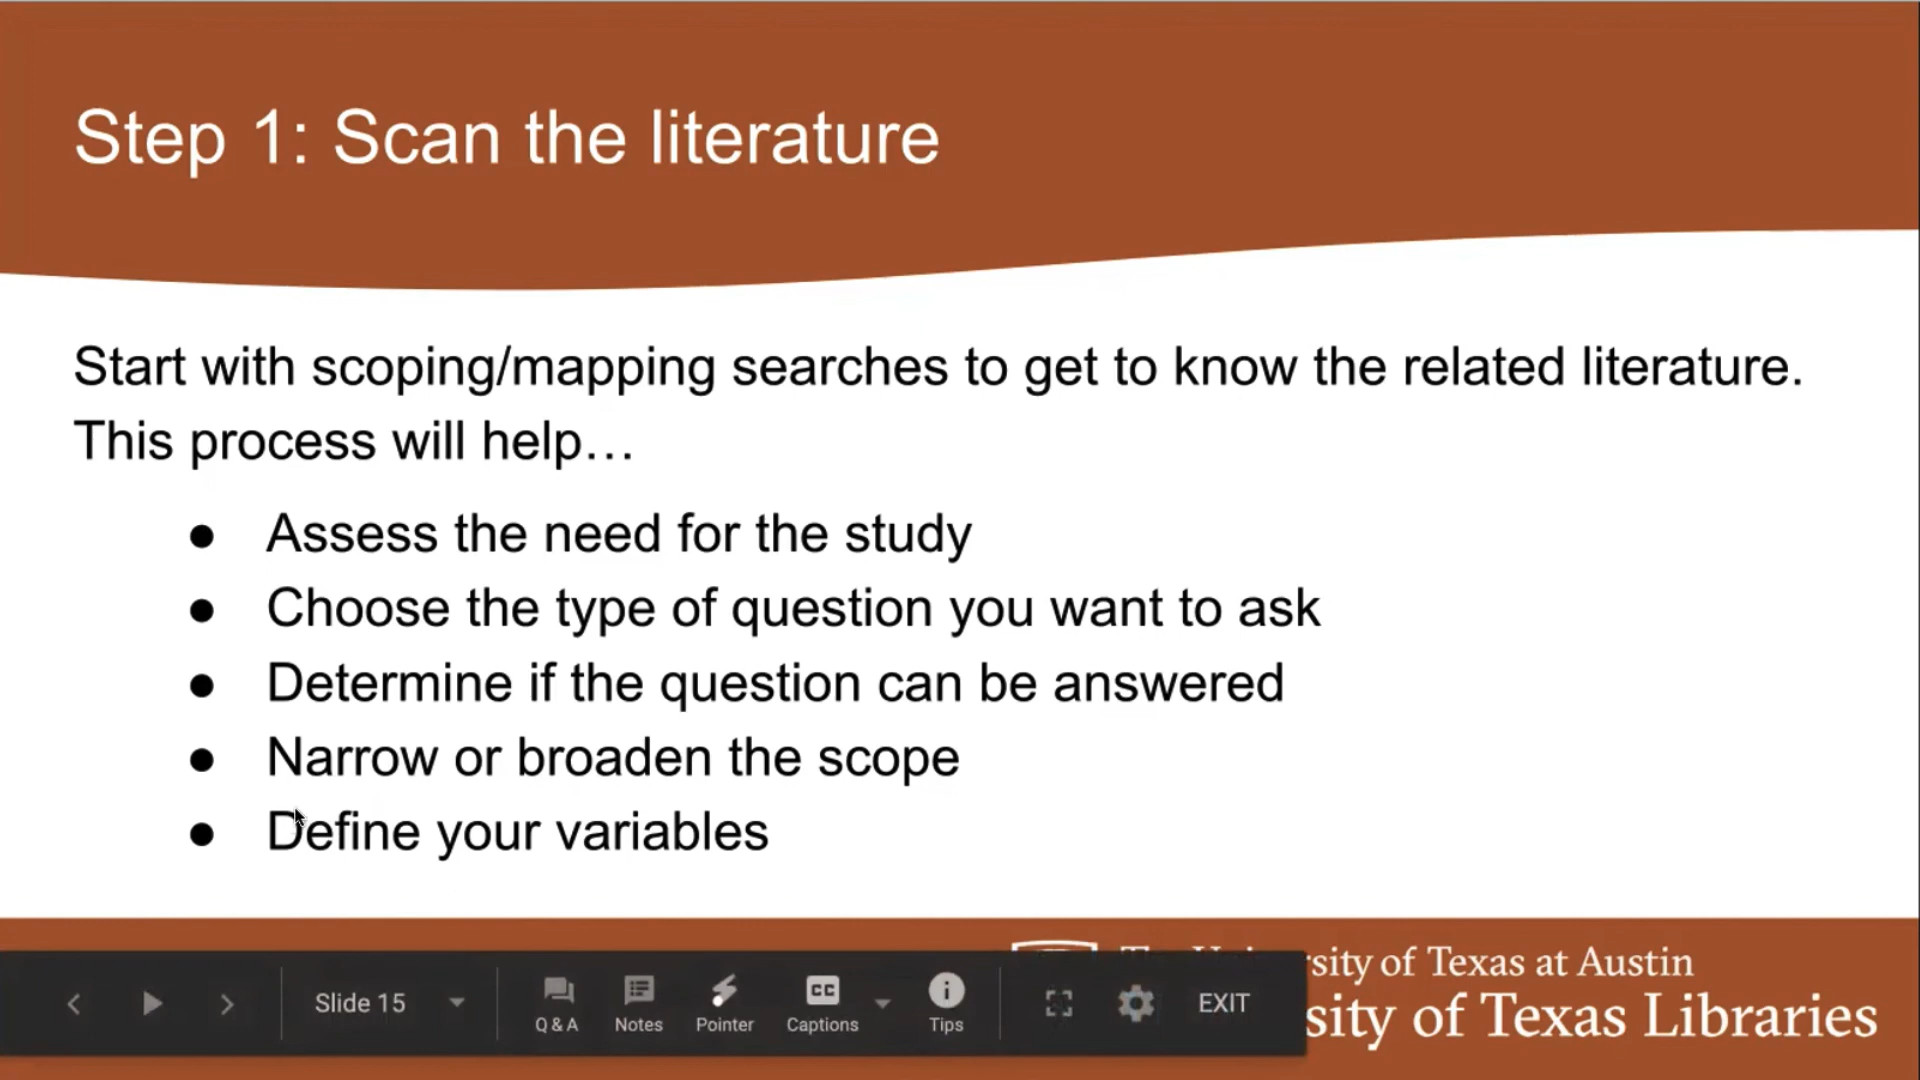 Step 1: Scan the literature
Start with scoping/mapping searches to get to know the related literature.
This process will help…
● Assess the need for the study
● Choose the type of question you want to ask
● Determine if the question can be answered
● Narrow or broaden the scope
● Define your variables
sity of Texas at Austin
sity of Texas Libraries
Slide 15
Q & A
Notes
Pointer
CC
Captions
Tips
EXIT